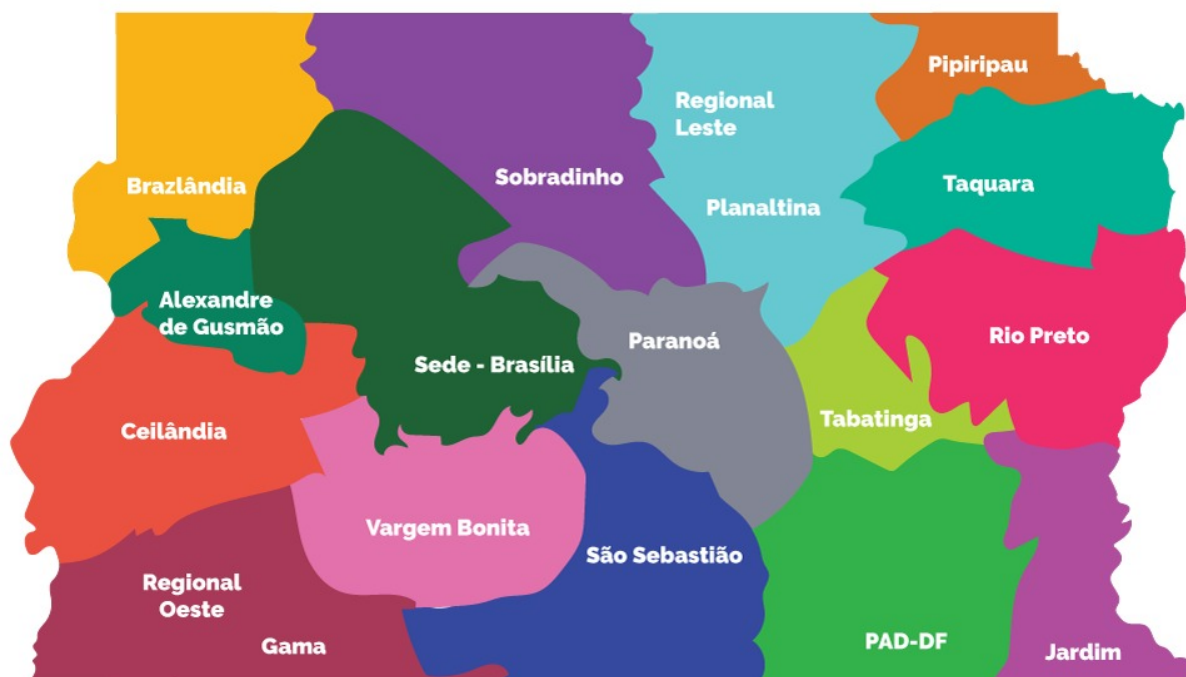 Pipiripau
Regional
Leste
Brazlândia
Sobradinho
Planaltina
Taquara
Alexandre
de Gusmão
Sede - Brasília
Paranoá
Rio Preto
Ceilândia
Tabatinga
Vargem Bonita
São Sebastião
Regional
Oeste
Gama
PAD-DF
Jardim